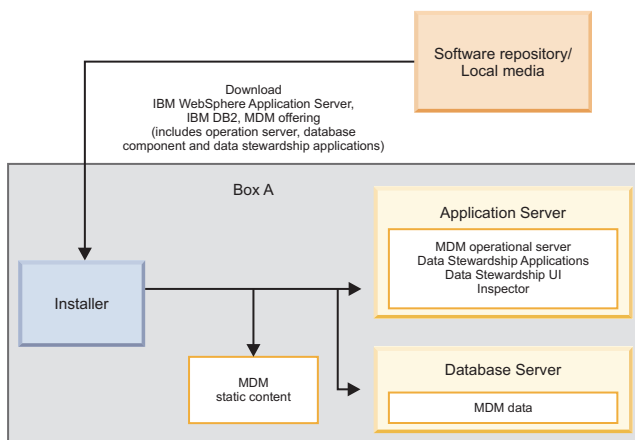 Software repository/
Local media
Download
IBM WebSphere Application Server,
IBM DB2, MDM offering
(includes operation server, database
component and data stewardship applications)
Box A
Installer
Application Server
MDM operational server
Data Stewardship Applications
Data Stewardship UI
Inspector
MDM
static content
Database Server
MDM data